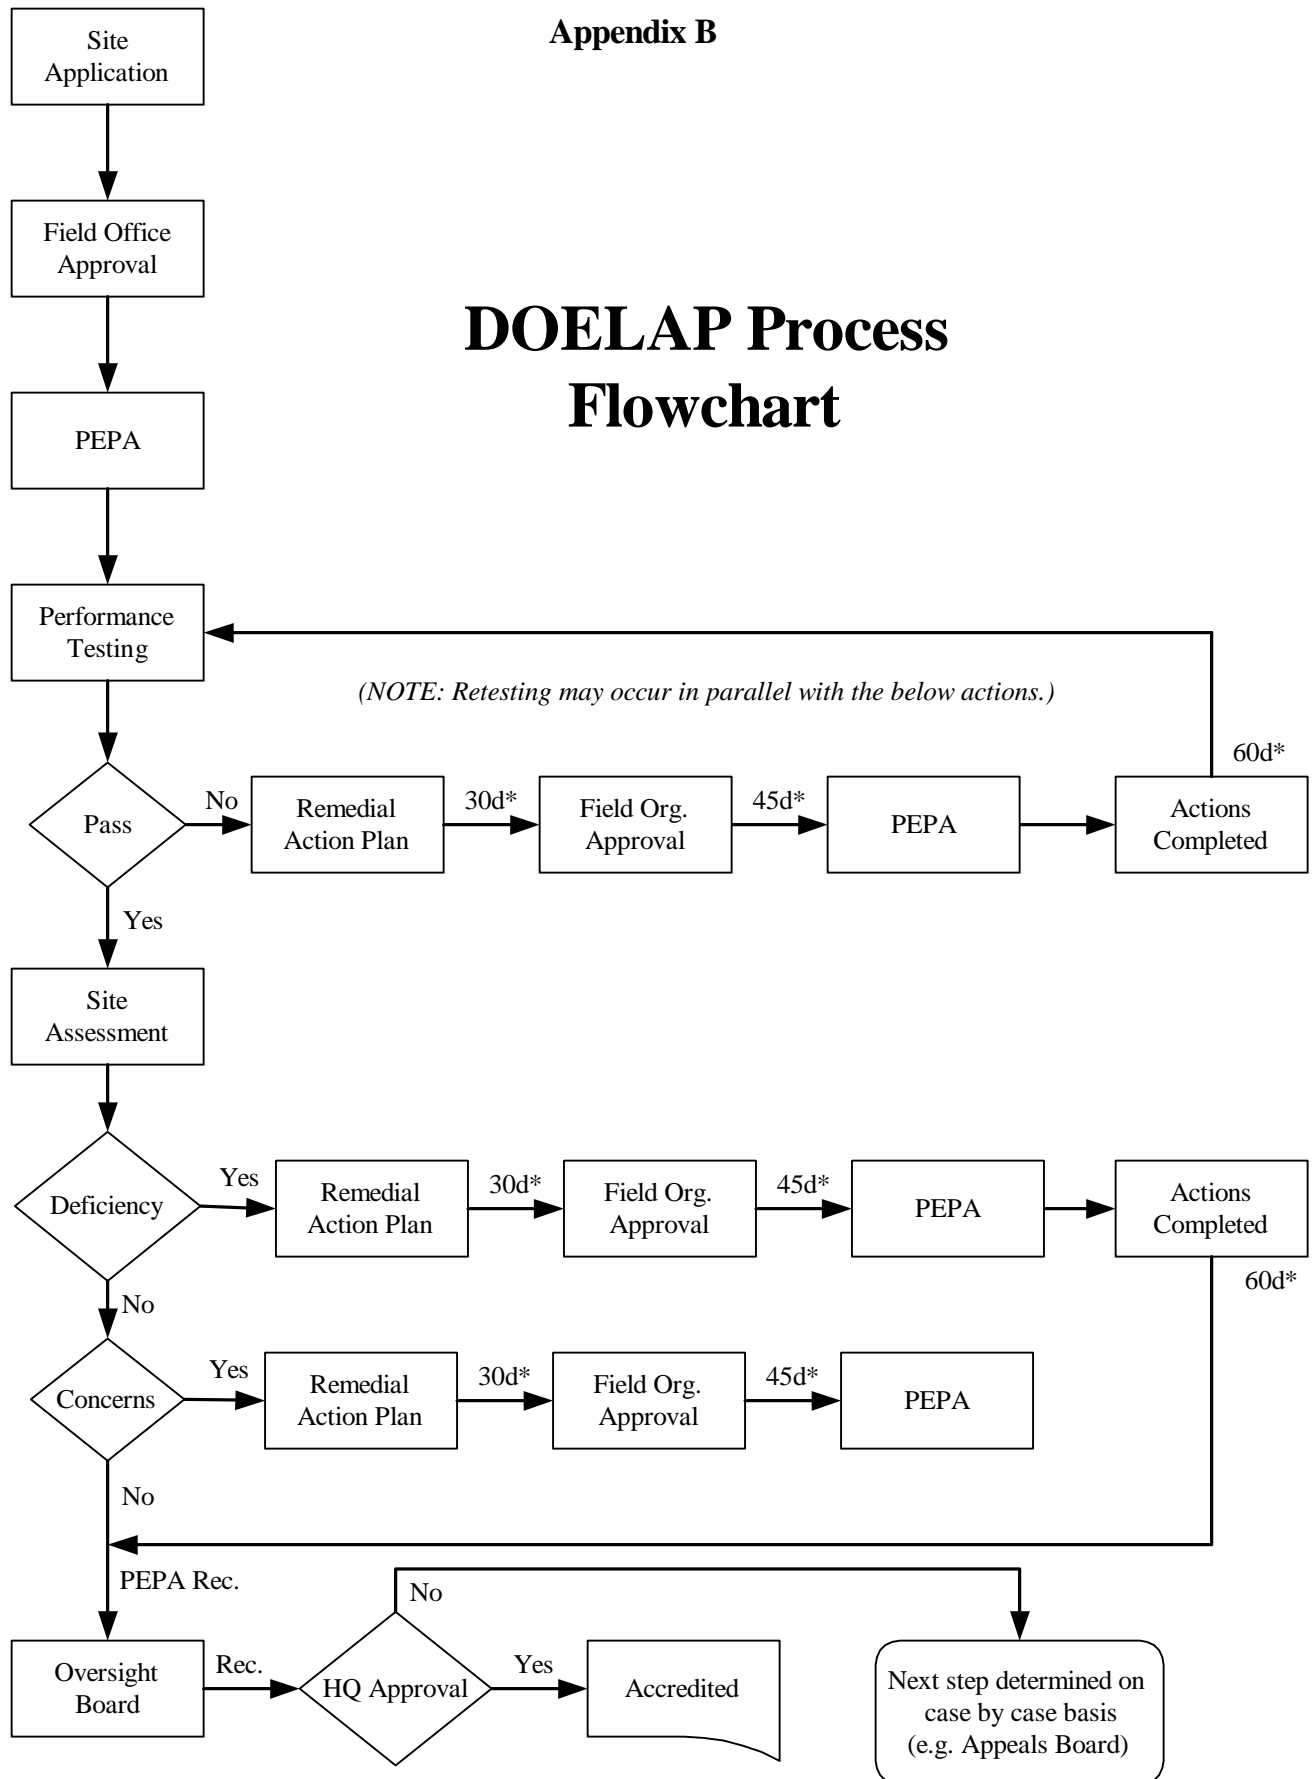 Appendix B
Site
Application
Field Office
Approval
DOELAP Process
Flowchart
PEPA
Performance
Testing
(NOTE: Retesting may occur in parallel with the below actions.)
60d*
Pass
No
Remedial
Action Plan
30d*
Field Org.
Approval
45d*
PEPA
Actions
Completed
Yes
Site
Assessment
Deficiency
Yes
Remedial
Action Plan
30d*
Field Org.
Approval
45d*
PEPA
Actions
Completed
60d*
No
Concerns
Yes
Remedial
Action Plan
30d*
Field Org.
Approval
45d*
PEPA
No
PEPA Rec.
No
Oversight
Board
Rec.
HQ Approval
Yes
Accredited
Next step determined on
case by case basis
(e.g. Appeals Board)